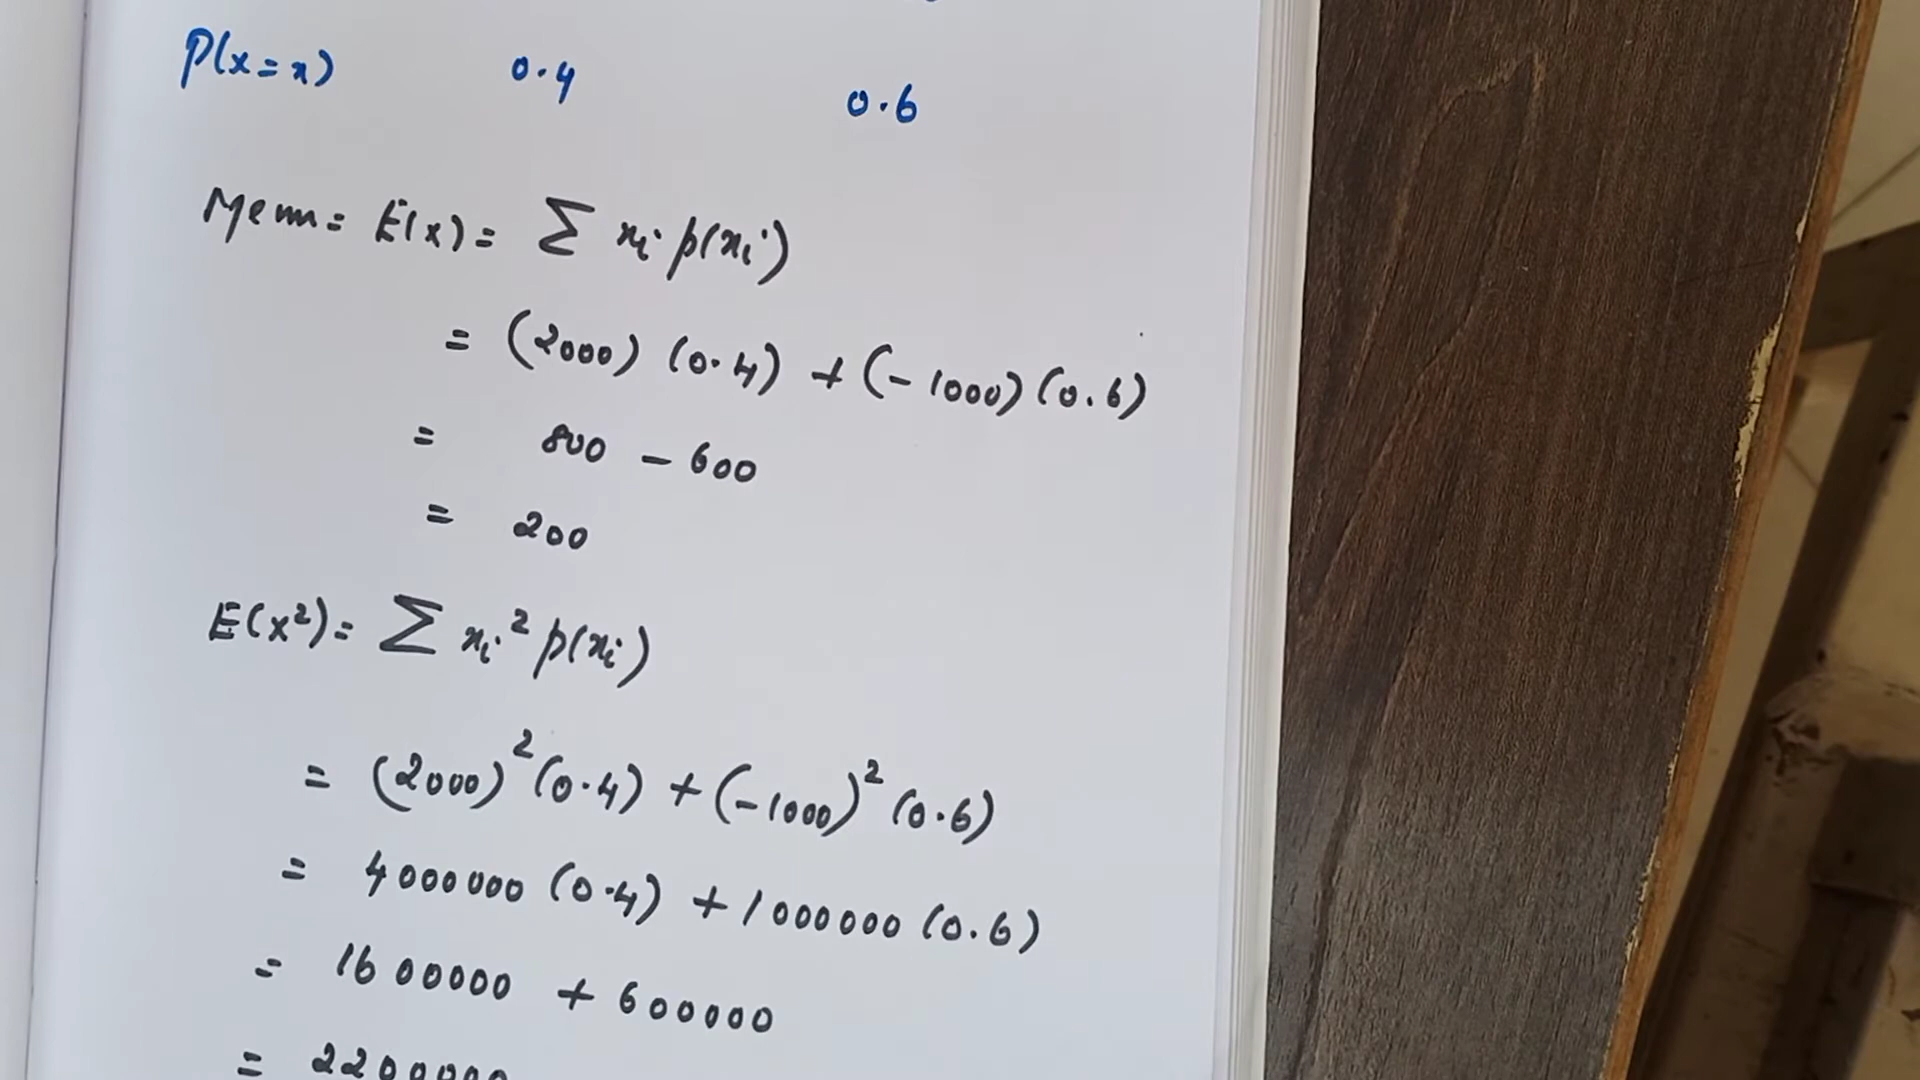 P(x=x) 0.4 0.6
Mean = E(x) = Σ xi p(xi)
= (2000) (0.4) + (-1000) (0.6)
= 800 - 600
= 200
E(x²) = Σ xi² p(xi)
= (2000)² (0.4) + (-1000)² (0.6)
= 4000000 (0.4) + 1000000 (0.6)
= 1600000 + 600000
= 2200000